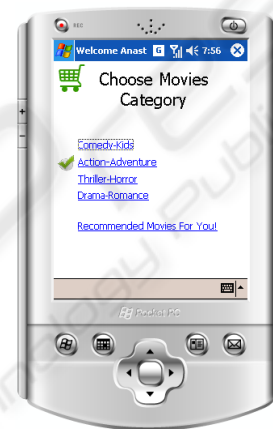 REC
Welcome Anast G 7:56
Choose Movies
Category
Comedy-Kids
Action-Adventure
Thriller-Horror
Drama-Romance
Recommended Movies For You!
Pocket PC